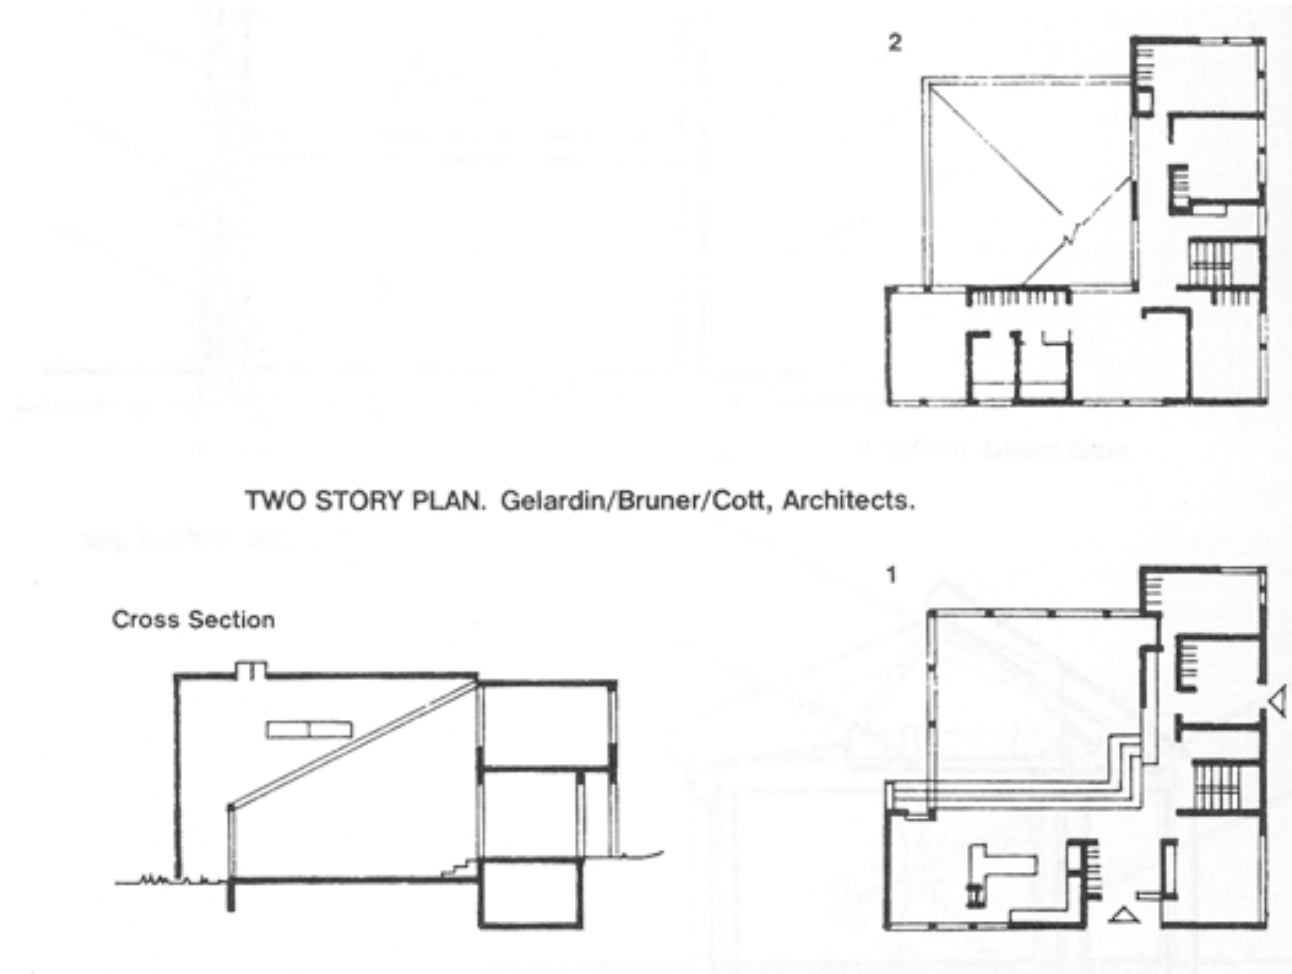 2
TWO STORY PLAN. Gelardin/Bruner/Cott, Architects.
1
Cross Section